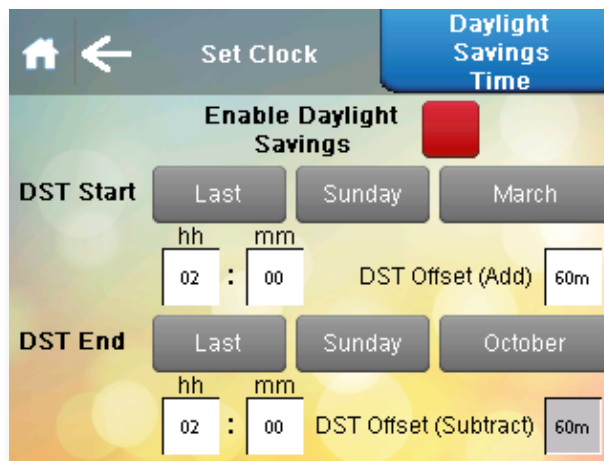 Set Clock
Daylight
Savings
Time
Enable Daylight
Savings
DST Start Last Sunday March
hh mm
02 : 00 DST Offset (Add) 60m
DST End Last Sunday October
hh mm
02 : 00 DST Offset (Subtract) 60m